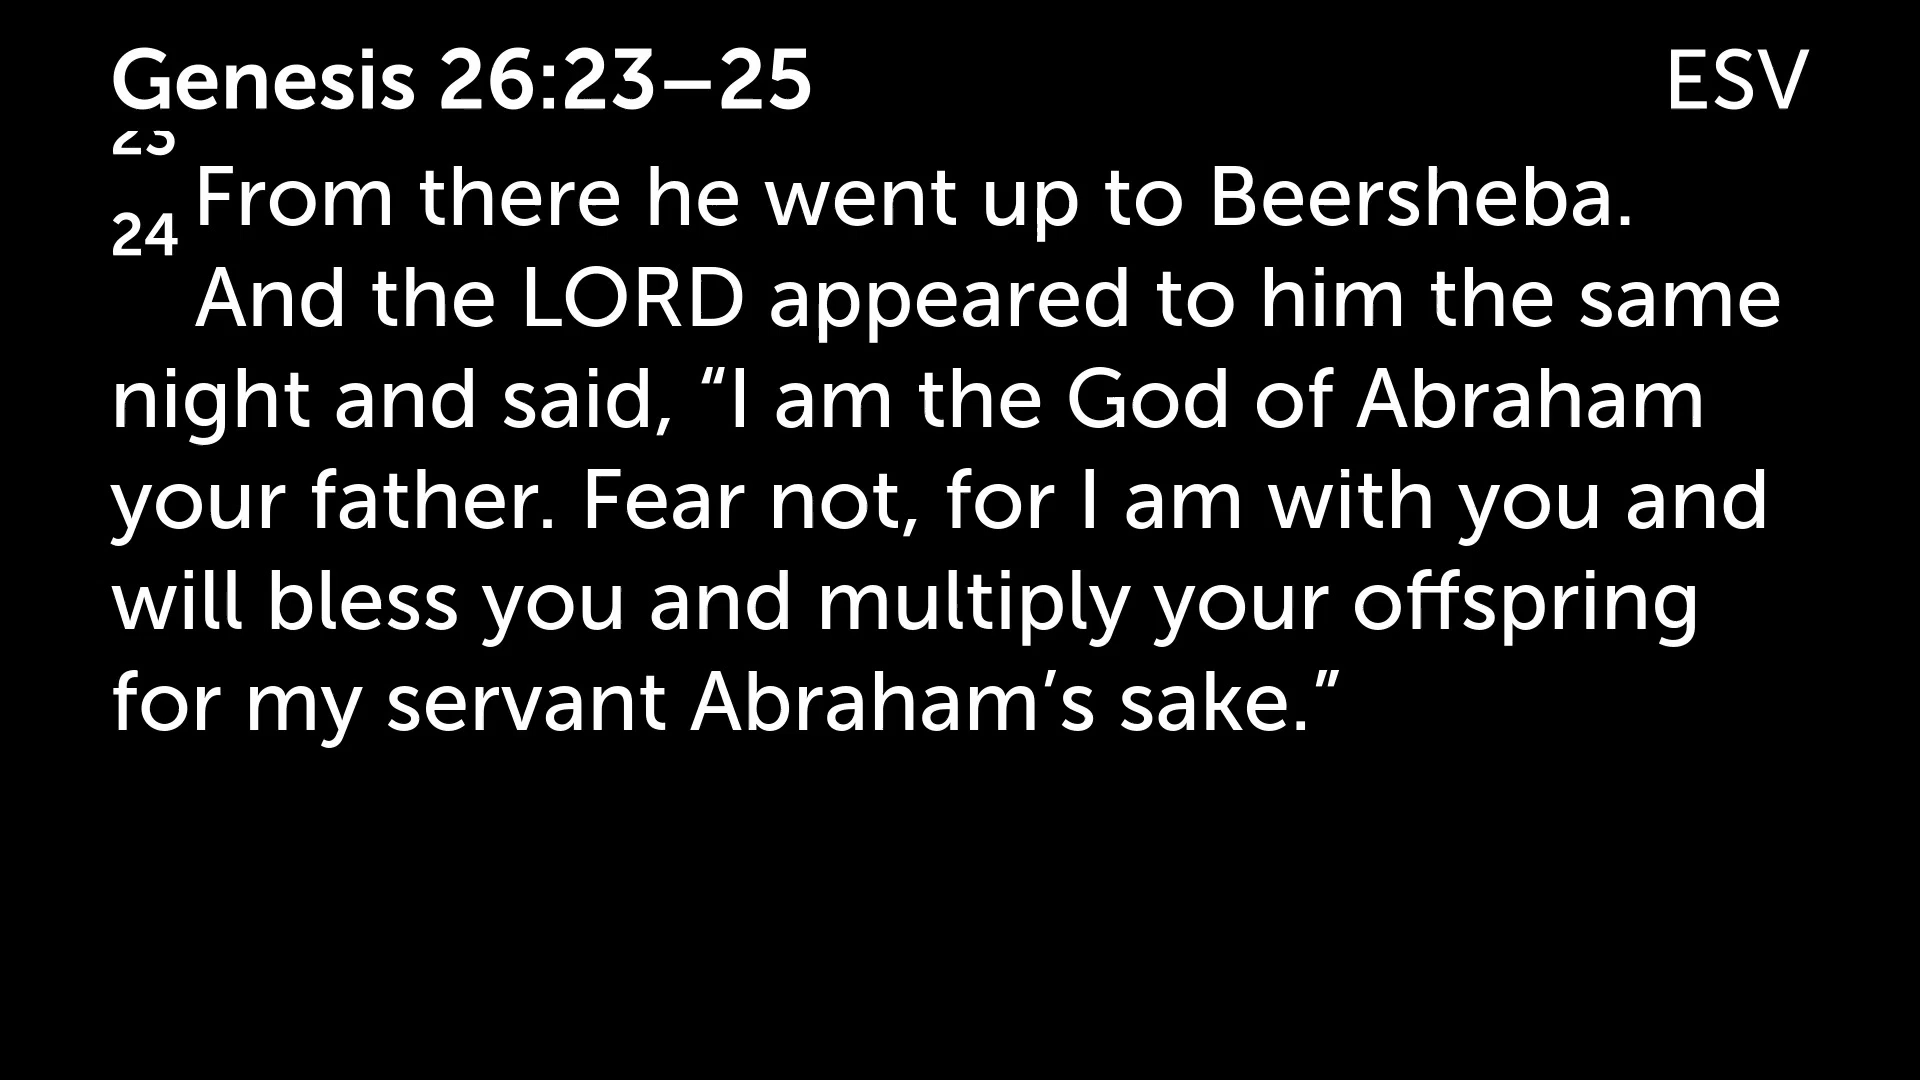 Genesis 26:23–25 ESV
23 From there he went up to Beersheba.
24 And the LORD appeared to him the same
night and said, “I am the God of Abraham
your father. Fear not, for I am with you and
will bless you and multiply your offspring
for my servant Abraham’s sake.”